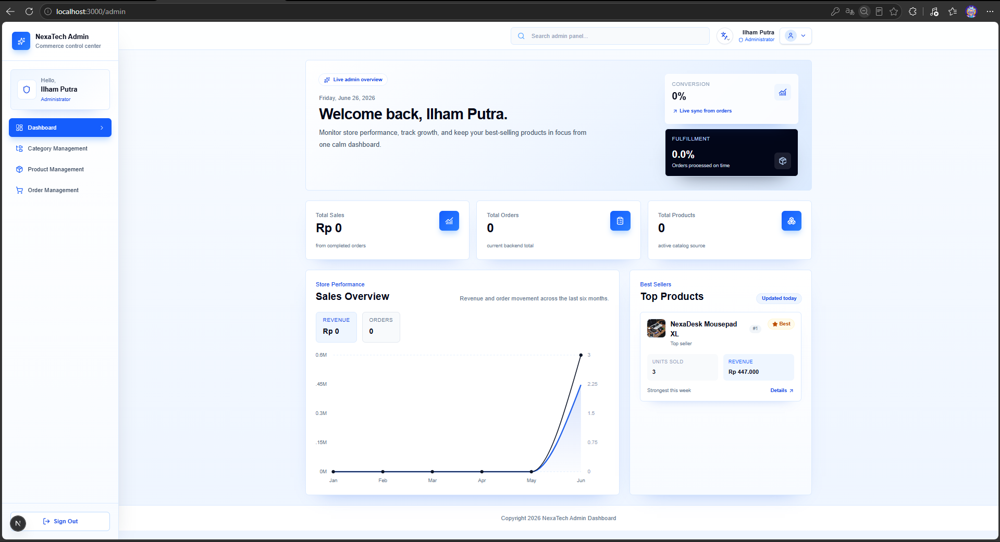 localhost:3000/admin
NexaTech Admin
Commerce control center
Search admin panel...
Ilham Putra
Administrator
Hello,
Ilham Putra
Administrator
Dashboard
Category Management
Product Management
Order Management
Sign Out
N
Live admin overview
Friday, June 26, 2026
Welcome back, Ilham Putra.
Monitor store performance, track growth, and keep your best-selling products in focus from
one calm dashboard.
CONVERSION
0%
Live sync from orders
FULFILLMENT
0.0%
Orders processed on time
Total Sales
Rp 0
from completed orders
Total Orders
0
current backend total
Total Products
0
active catalog source
Store Performance
Sales Overview
Revenue and order movement across the last six months.
REVENUE
Rp 0
ORDERS
0
0.6M
.45M
0.3M
.15M
0M
3
2.25
1.5
0.75
0
Jan Feb Mar Apr May Jun
Best Sellers
Top Products
Updated today
NexaDesk Mousepad
XL
Top seller
#1
Best
UNITS SOLD
3
REVENUE
Rp 447.000
Strongest this week
Details
Copyright 2026 NexaTech Admin Dashboard